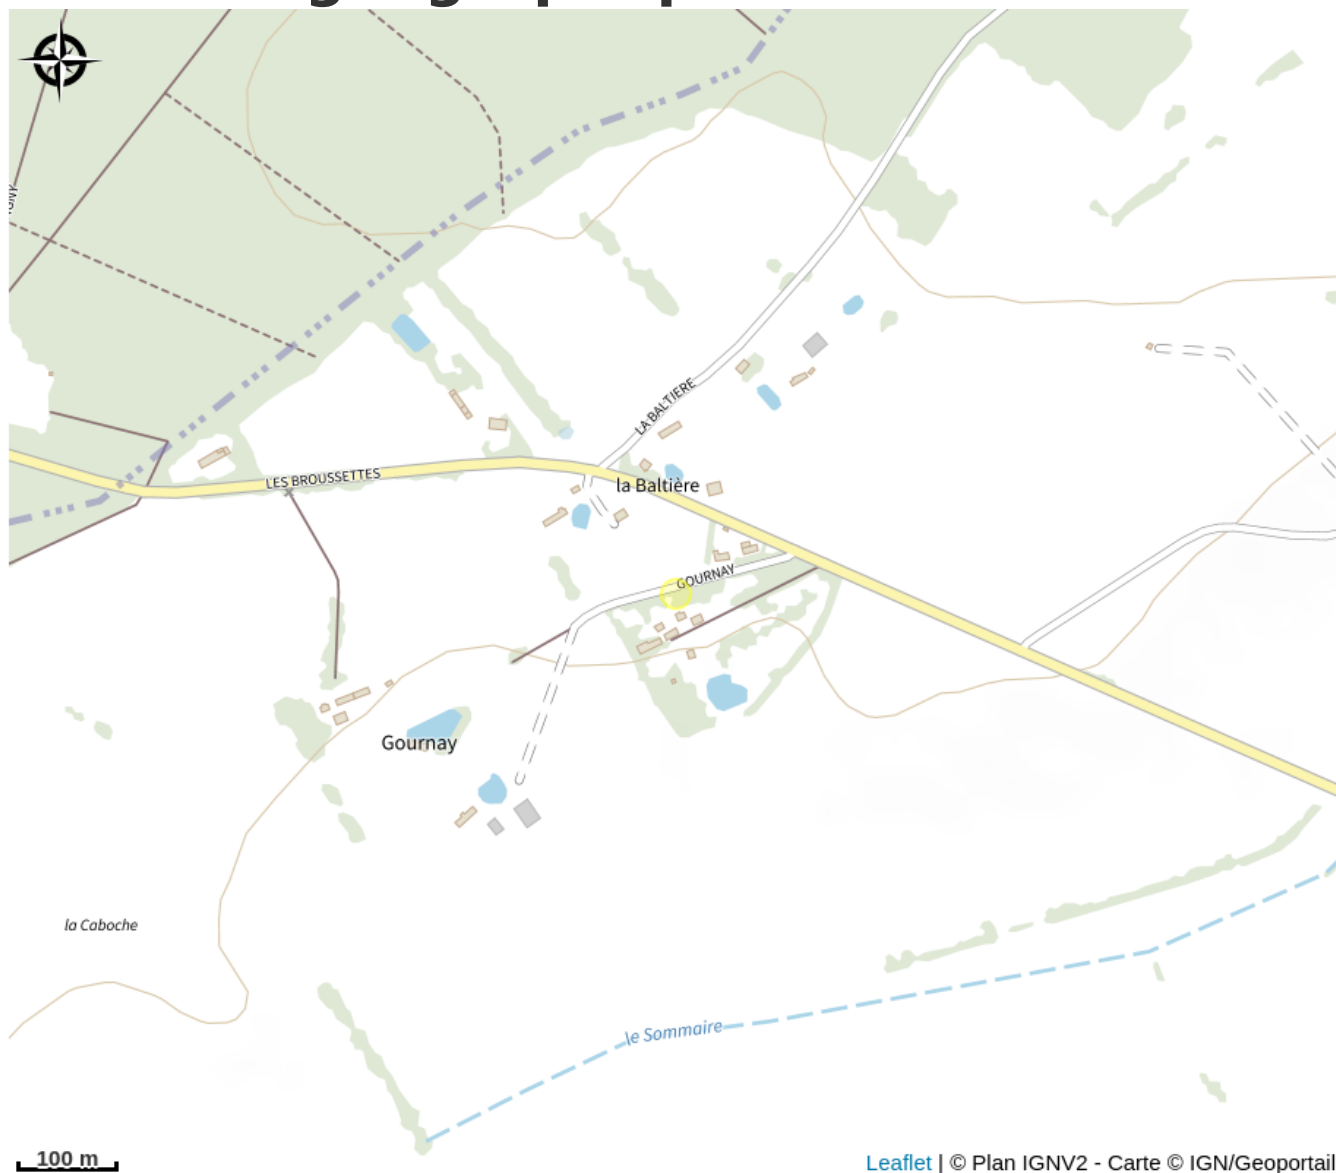 LA BALTIERE
LES BROUSSETTES
la Baltière
GOURNAY
Gournay
la Caboche
le Sommaire
100 m
Leaflet | © Plan IGNV2 - Carte © IGN/Geoportail